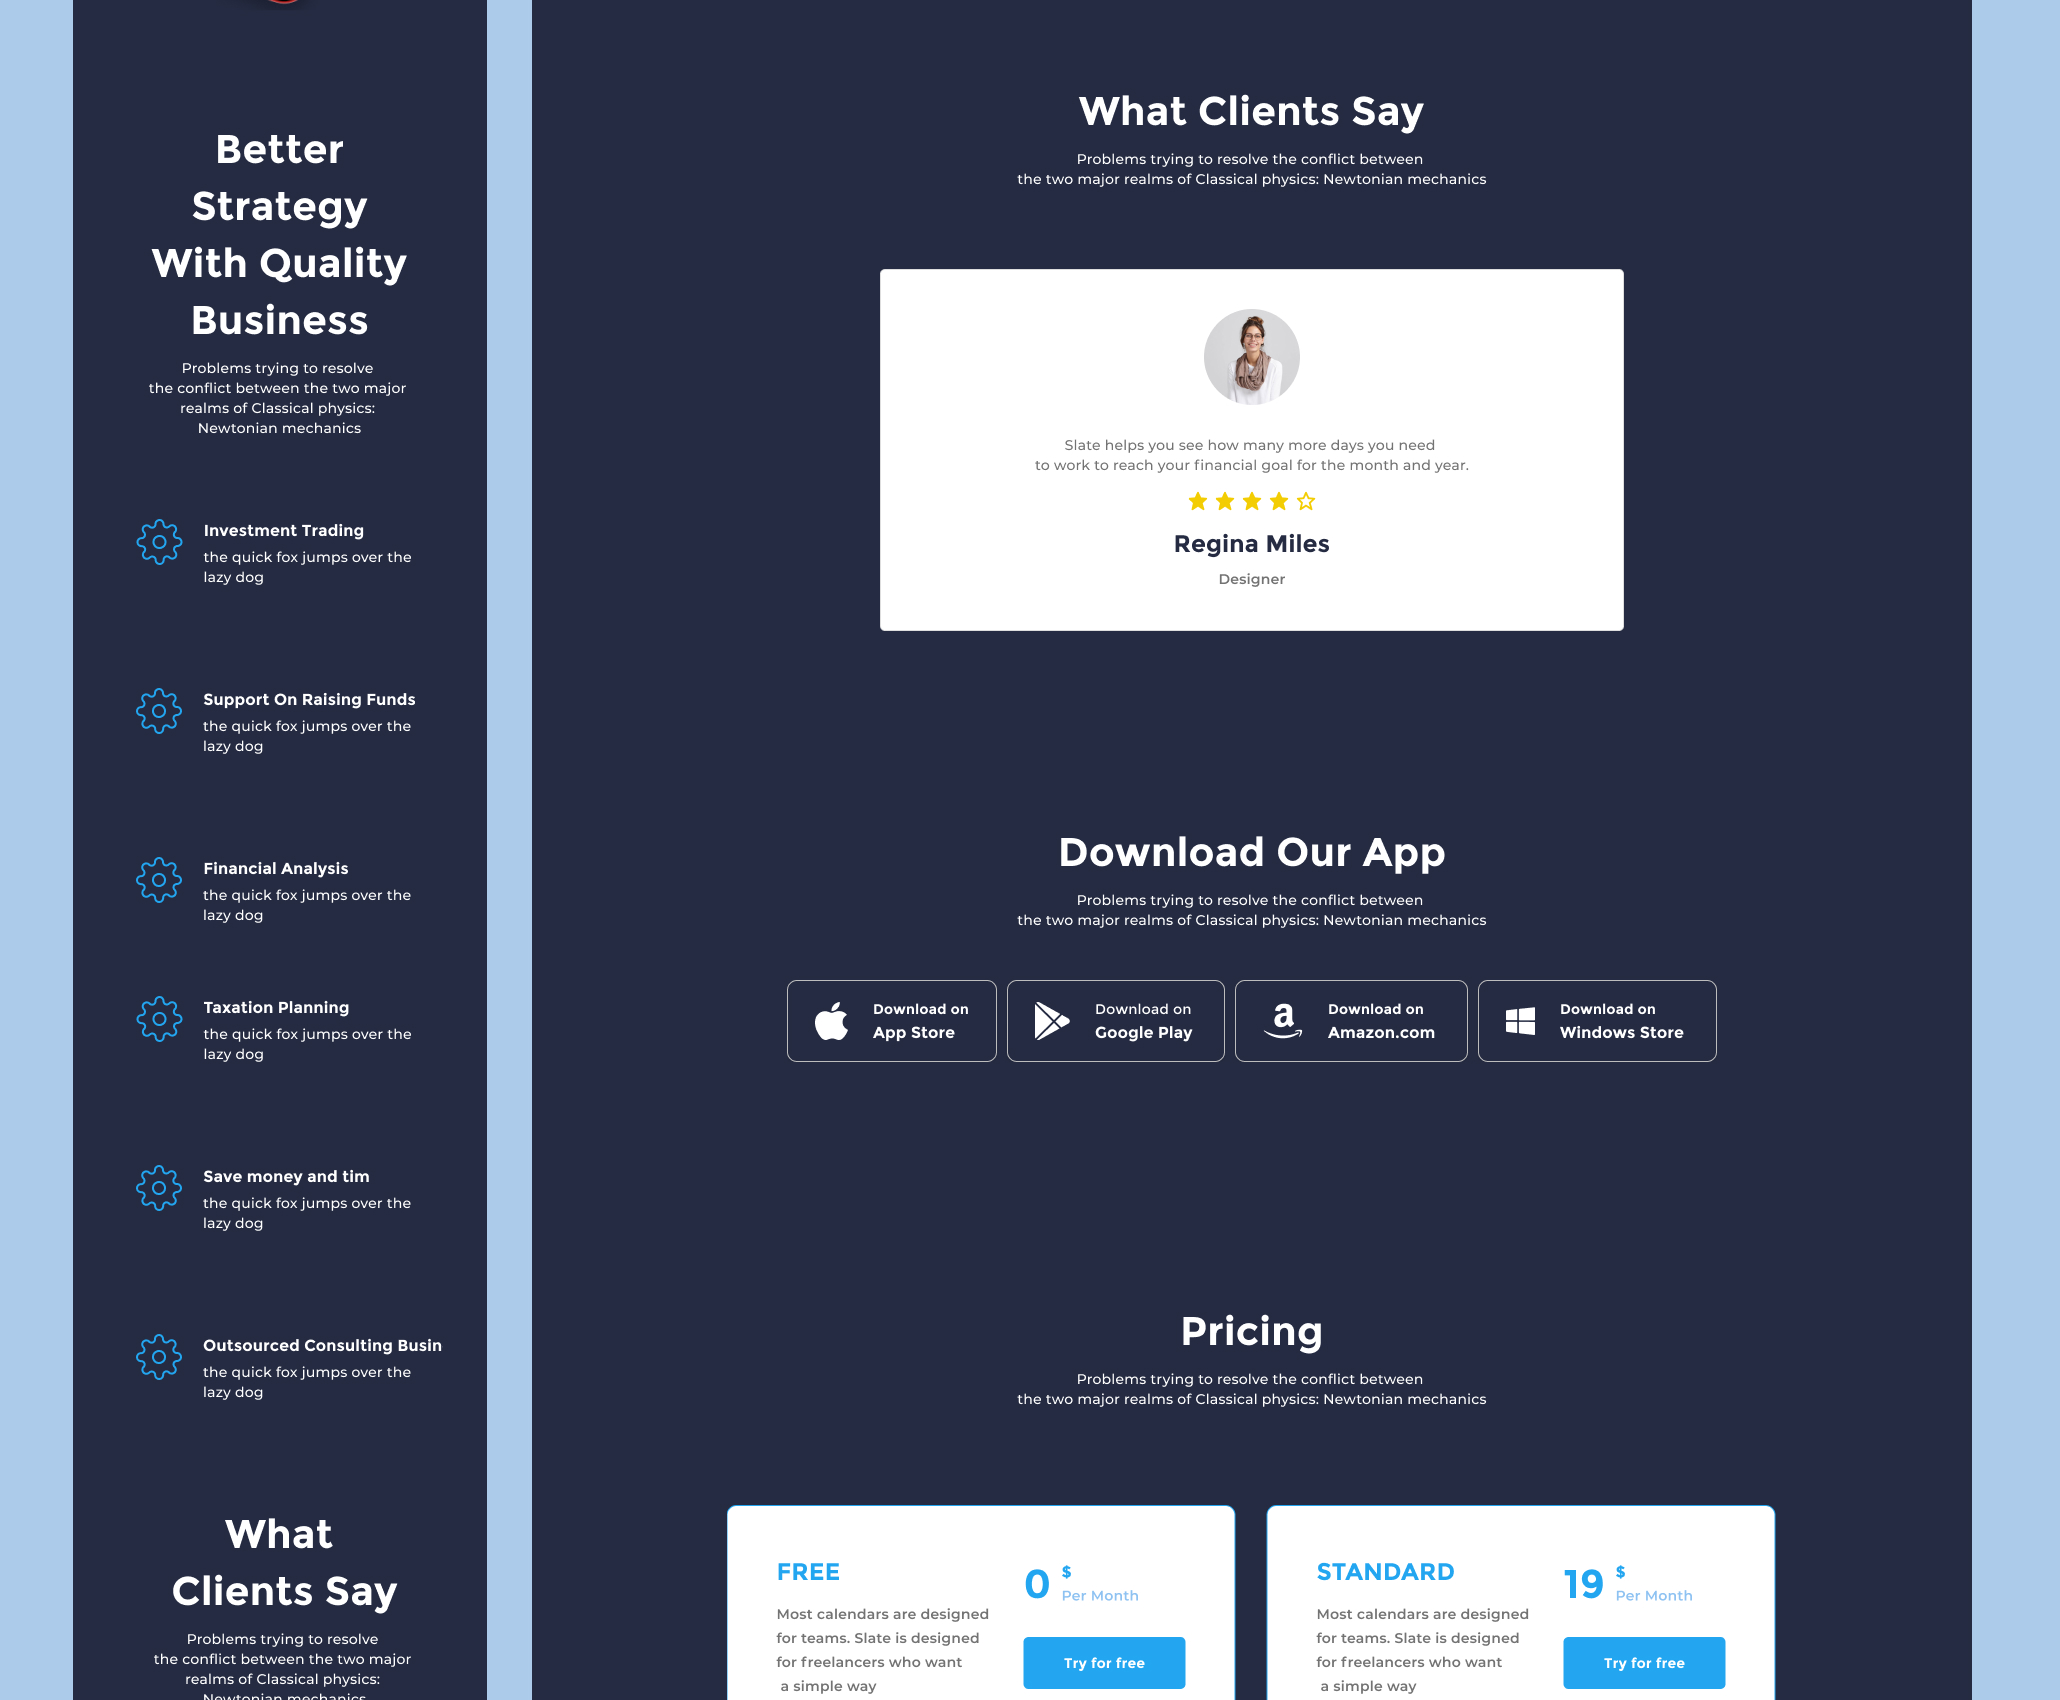 Better
Strategy
With Quality
Business
Problems trying to resolve
the conflict between the two major
realms of Classical physics:
Newtonian mechanics
Investment Trading
the quick fox jumps over the
lazy dog
Support On Raising Funds
the quick fox jumps over the
lazy dog
Financial Analysis
the quick fox jumps over the
lazy dog
Taxation Planning
the quick fox jumps over the
lazy dog
Save money and tim
the quick fox jumps over the
lazy dog
Outsourced Consulting Busin
the quick fox jumps over the
lazy dog
What
Clients Say
Problems trying to resolve
the conflict between the two major
realms of Classical physics:
Newtonian mechanics
What Clients Say
Problems trying to resolve the conflict between
the two major realms of Classical physics: Newtonian mechanics
Slate helps you see how many more days you need
to work to reach your financial goal for the month and year.
Regina Miles
Designer
Download Our App
Problems trying to resolve the conflict between
the two major realms of Classical physics: Newtonian mechanics
Download on
App Store
Download on
Google Play
a
Download on
Amazon.com
Download on
Windows Store
Pricing
Problems trying to resolve the conflict between
the two major realms of Classical physics: Newtonian mechanics
FREE
Most calendars are designed
for teams. Slate is designed
for freelancers who want
a simple way
0 $
Per Month
Try for free
STANDARD
Most calendars are designed
for teams. Slate is designed
for freelancers who want
a simple way
19 $
Per Month
Try for free